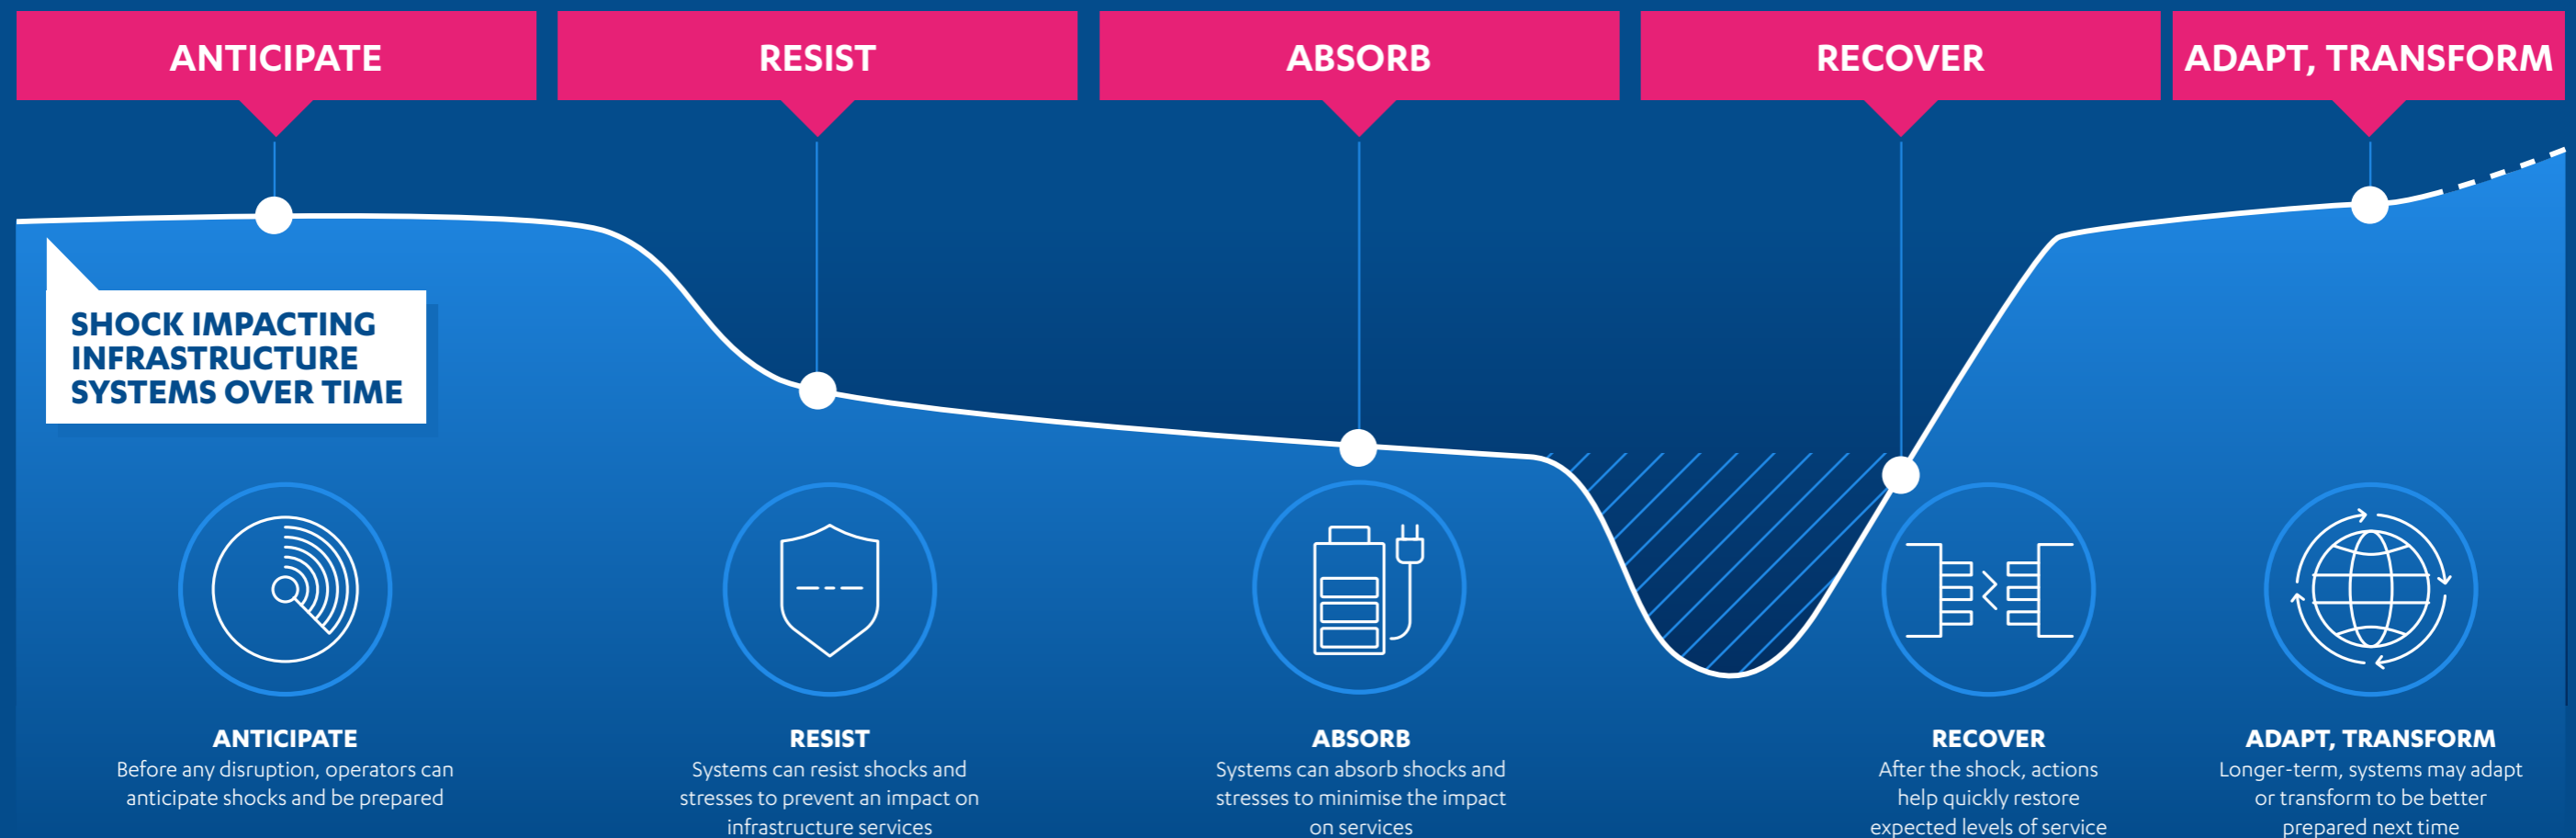 ANTICIPATE
RESIST
ABSORB
RECOVER
ADAPT, TRANSFORM
SHOCK IMPACTING
INFRASTRUCTURE
SYSTEMS OVER TIME
ANTICIPATE
Before any disruption, operators can
anticipate shocks and be prepared
RESIST
Systems can resist shocks and
stresses to prevent an impact on
infrastructure services
ABSORB
Systems can absorb shocks and
stresses to minimise the impact
on services
RECOVER
After the shock, actions
help quickly restore
expected levels of service
ADAPT, TRANSFORM
Longer-term, systems may adapt
or transform to be better
prepared next time